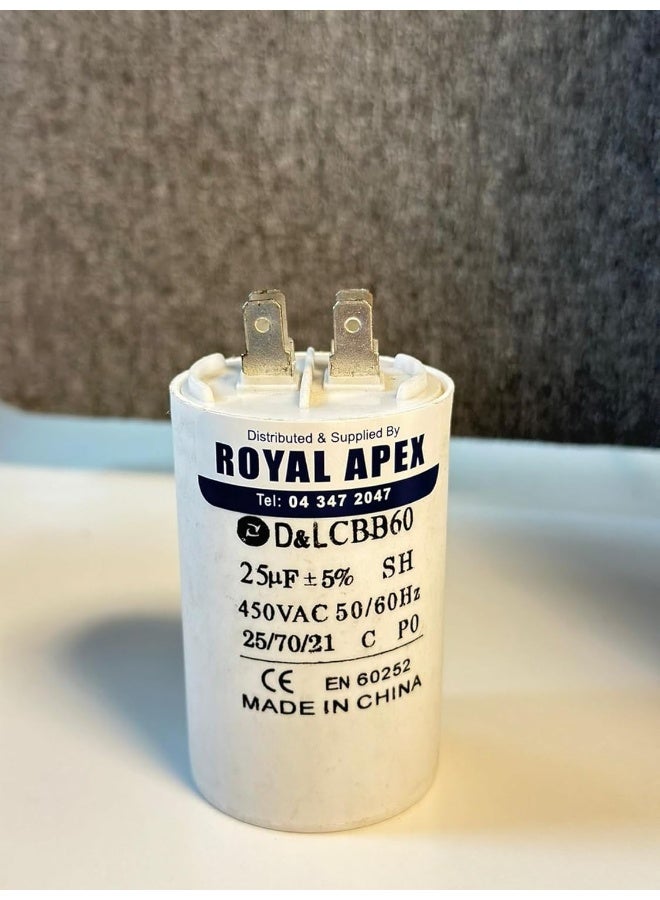 Distributed & Supplied By
ROYAL APEX
Tel: 04 347 2047
D&LCBB60
25µF ± 5% SH
450VAC 50/60Hz
25/70/21 C P0
CE EN 60252
MADE IN CHINA